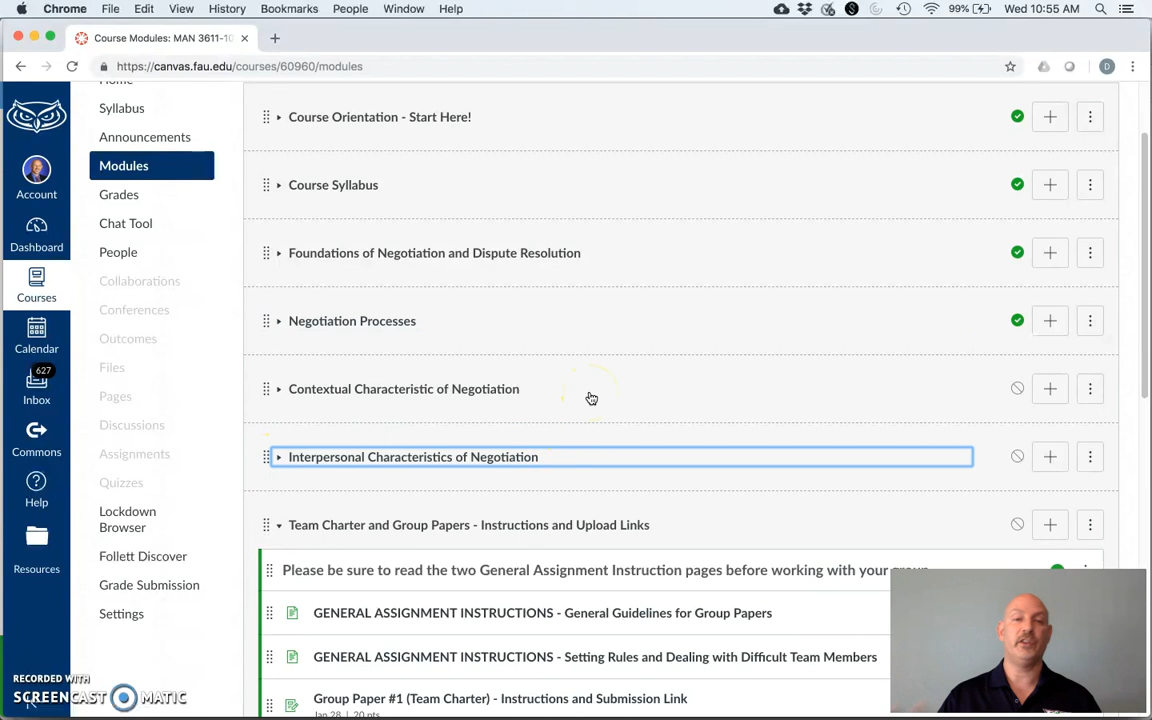 Chrome File Edit View History Bookmarks People Window Help 99% Wed 10:55 AM
Course Modules: MAN 3611-10
https://canvas.fau.edu/courses/60960/modules
D
Home
Syllabus
Announcements
Modules
Grades
Chat Tool
People
Collaborations
Conferences
Outcomes
Files
Pages
Discussions
Assignments
Quizzes
Lockdown
Browser
Follett Discover
Grade Submission
Settings
Account
Dashboard
Courses
Calendar
627
Inbox
Commons
Help
Resources
Course Orientation - Start Here!
Course Syllabus
Foundations of Negotiation and Dispute Resolution
Negotiation Processes
Contextual Characteristic of Negotiation
Interpersonal Characteristics of Negotiation
Team Charter and Group Papers - Instructions and Upload Links
Please be sure to read the two General Assignment Instruction pages before working with your group
GENERAL ASSIGNMENT INSTRUCTIONS - General Guidelines for Group Papers
GENERAL ASSIGNMENT INSTRUCTIONS - Setting Rules and Dealing with Difficult Team Members
Group Paper #1 (Team Charter) - Instructions and Submission Link
Jan 28 | 20 pts
RECORDED WITH
SCREENCAST MATIC